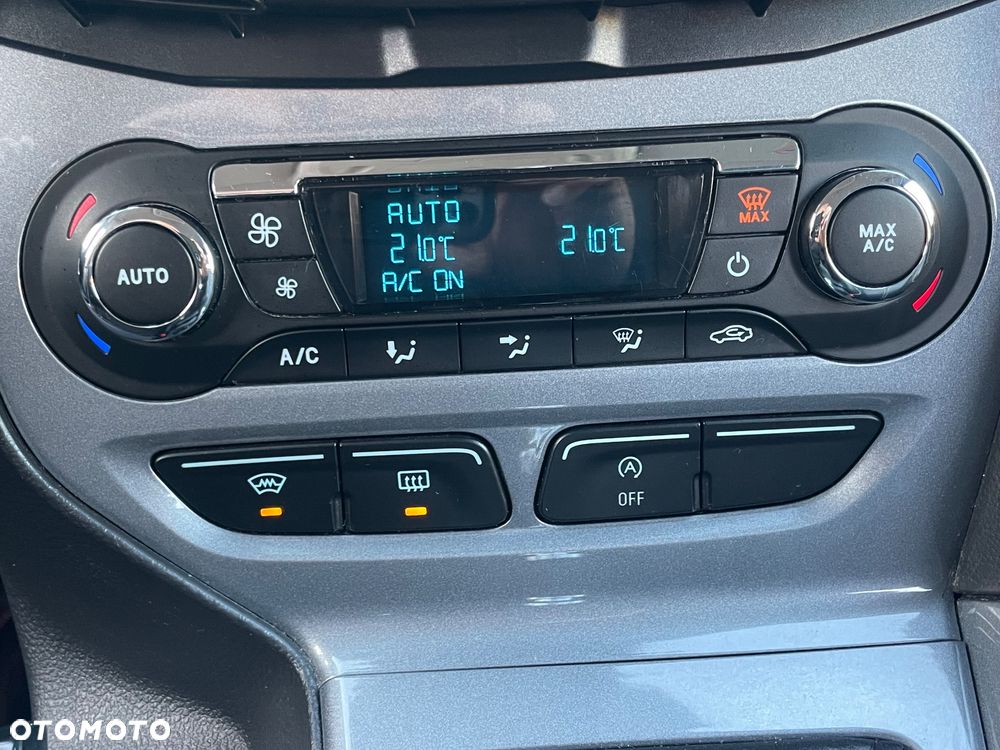 AUTO
21.0°C
21.0°C
A/C ON
MAX
AUTO
MAX
A/C
A/C
A
OFF
OTOMOTO